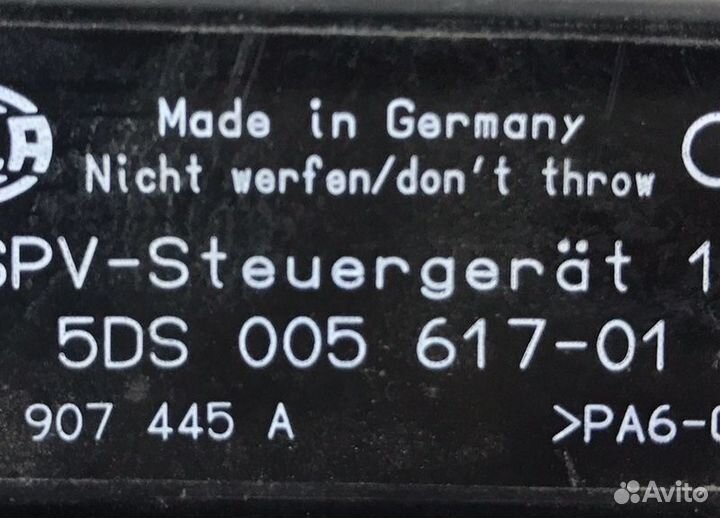 Made in Germany
Nicht werfen/don't throw
SPV-Steuergerät 1
5DS 005 617-01
907 445 A >PA6-
Avito